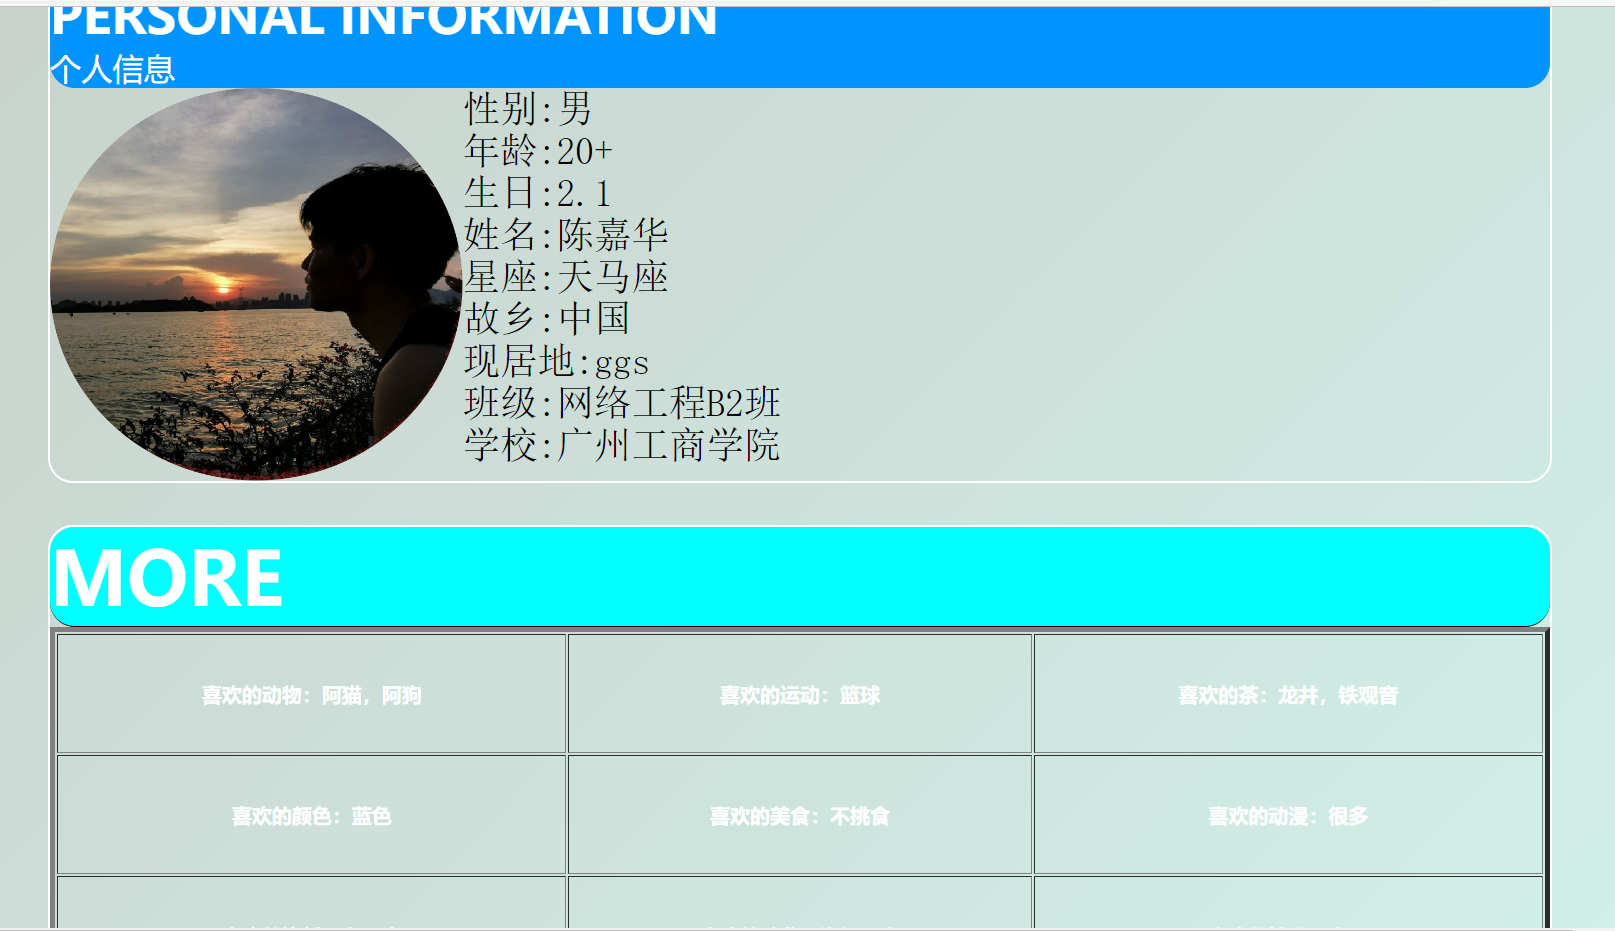 PERSONAL INFORMATION
个人信息
性别:男
年龄:20+
生日:2.1
姓名:陈嘉华
星座:天马座
故乡:中国
现居地:ggs
班级:网络工程B2班
学校:广州工商学院
MORE
喜欢的动物：阿猫，阿狗
喜欢的运动：篮球
喜欢的茶：龙井，铁观音
喜欢的颜色：蓝色
喜欢的美食：不挑食
喜欢的动漫：很多